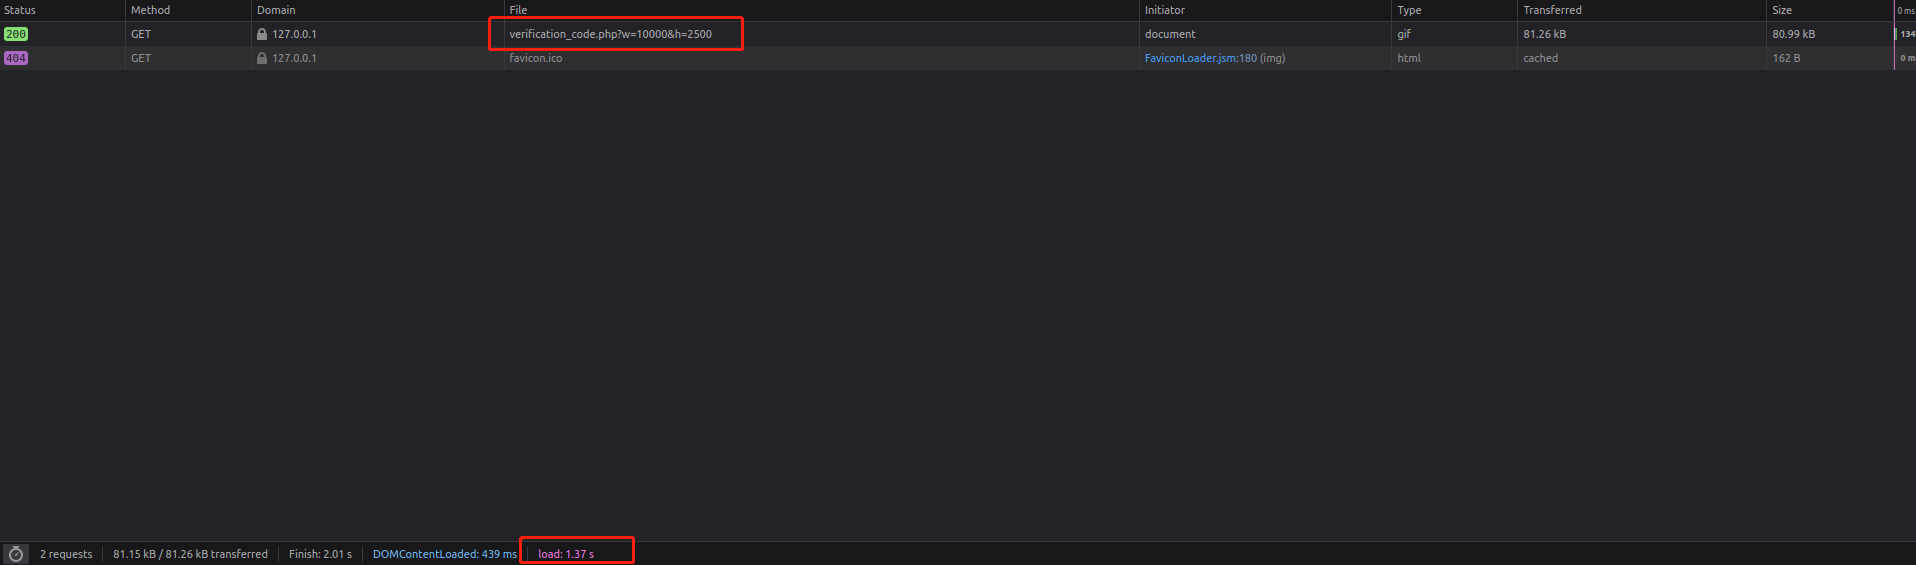 Status Method Domain File Initiator Type Transferred Size 0 ms
200 GET 127.0.0.1 verification_code.php?w=10000&h=2500 document gif 81.26 kB 80.99 kB 134
404 GET 127.0.0.1 favicon.ico FaviconLoader.jsm:180 (img) html cached 162 B 0 m
2 requests 81.15 kB / 81.26 kB transferred Finish: 2.01 s DOMContentLoaded: 439 ms load: 1.37 s